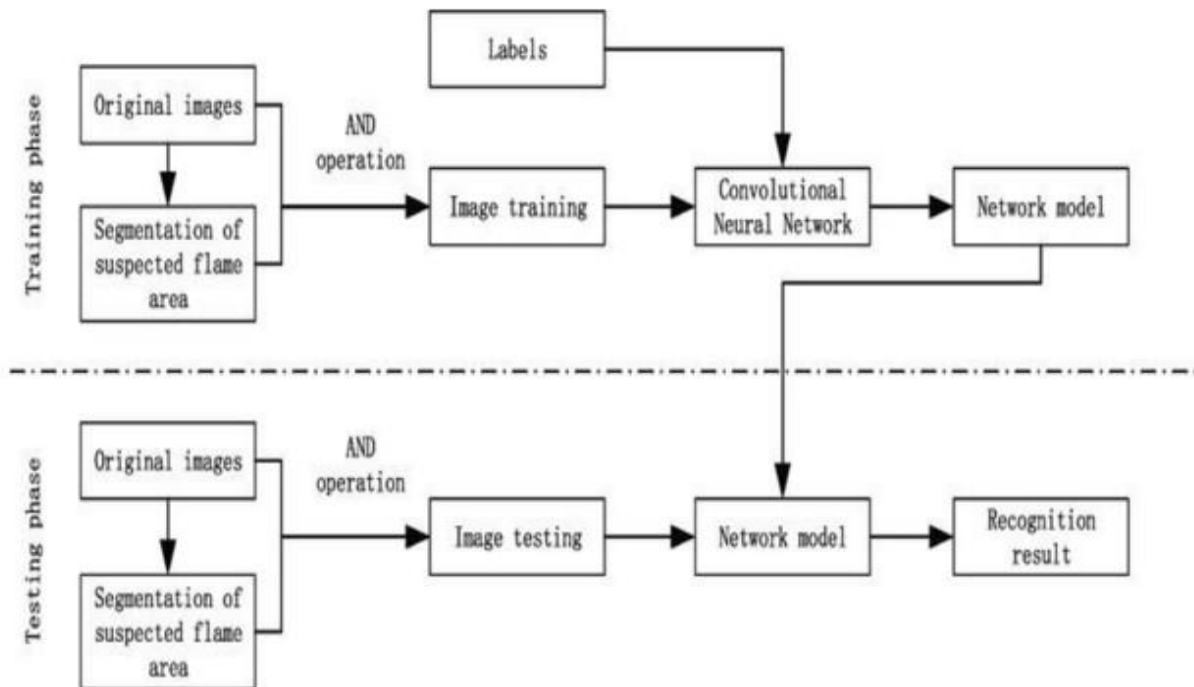 Training phase
Labels
Original images
AND
operation
Segmentation of
suspected flame
area
Image training
Convolutional
Neural Network
Network model
Testing phase
Original images
AND
operation
Segmentation of
suspected flame
area
Image testing
Network model
Recognition
result